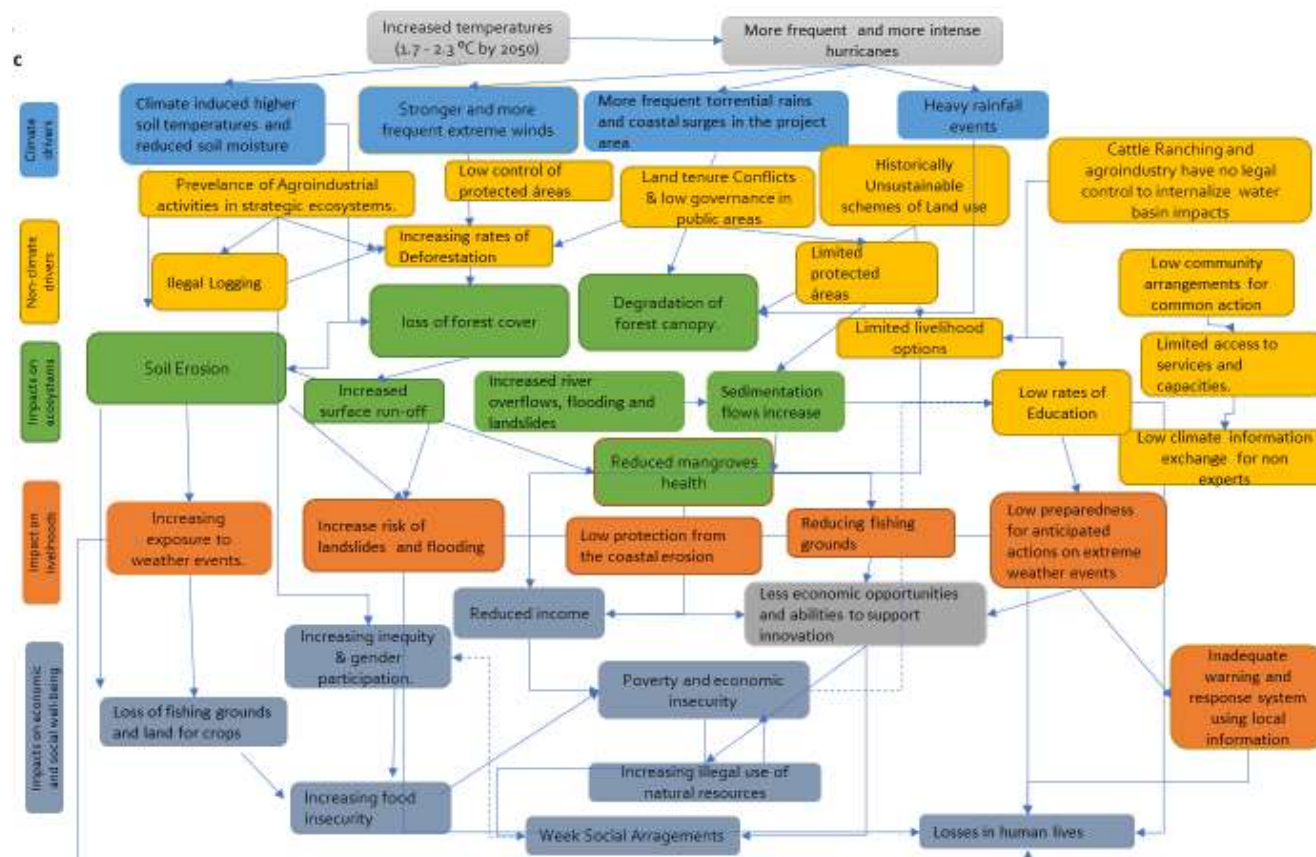 Increased temperatures
(1.7 - 2.3 ºC by 2050)
More frequent and more intense
hurricanes
c
Climate drivers
Climate induced higher
soil temperatures and
reduced soil moisture
Stronger and more
frequent extreme winds
More frequent torrential rains
and coastal surges in the project
area
Heavy rainfall
events
Non-climate drivers
Prevelance of Agroindustrial
activities in strategic ecosystems.
Low control of
protected áreas
Land tenure Conflicts
& low governance in
public areas
Historically
Unsustainable
schemes of Land use
Cattle Ranching and
agroindustry have no legal
control to internalize water
basin impacts
Ilegal Logging
Increasing rates of
Deforestation
Limited
protected
áreas
Low community
arrangements for
common action
loss of forest cover
Degradation of
forest canopy.
Limited livelihood
options
Limited access to
services and
capacities.
Impacts on
ecosystams
Soil Erosion
Increased
surface run-off
Increased river
overflows, flooding and
landslides
Sedimentation
flows increase
Low rates of
Education
Low climate information
exchange for non
experts
Reduced mangroves
health
Impact on
livelihoods
Increasing
exposure to
weather events.
Increase risk of
landslides and flooding
Low protection from
the coastal erosion
Reducing fishing
grounds
Low preparedness
for anticipated
actions on extreme
weather events
Reduced income
Less economic opportunities
and abilities to support
innovation
Impacts on economic
and social well-being
Increasing inequity
& gender
participation.
Poverty and economic
insecurity
Inadequate
warning and
response system
using local
information
Loss of fishing grounds
and land for crops
Increasing food
insecurity
Increasing illegal use of
natural resources
Week Social Arragements
Losses in human lives